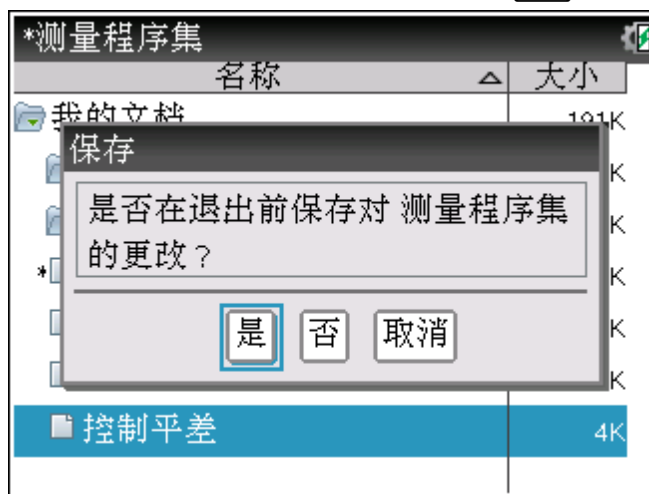 *测量程序集
名称 大小
我的文档 191K
保存
K
是否在退出前保存对 测量程序集
K
的更改？
*
K
是 否 取消
K
K
控制平差 4K